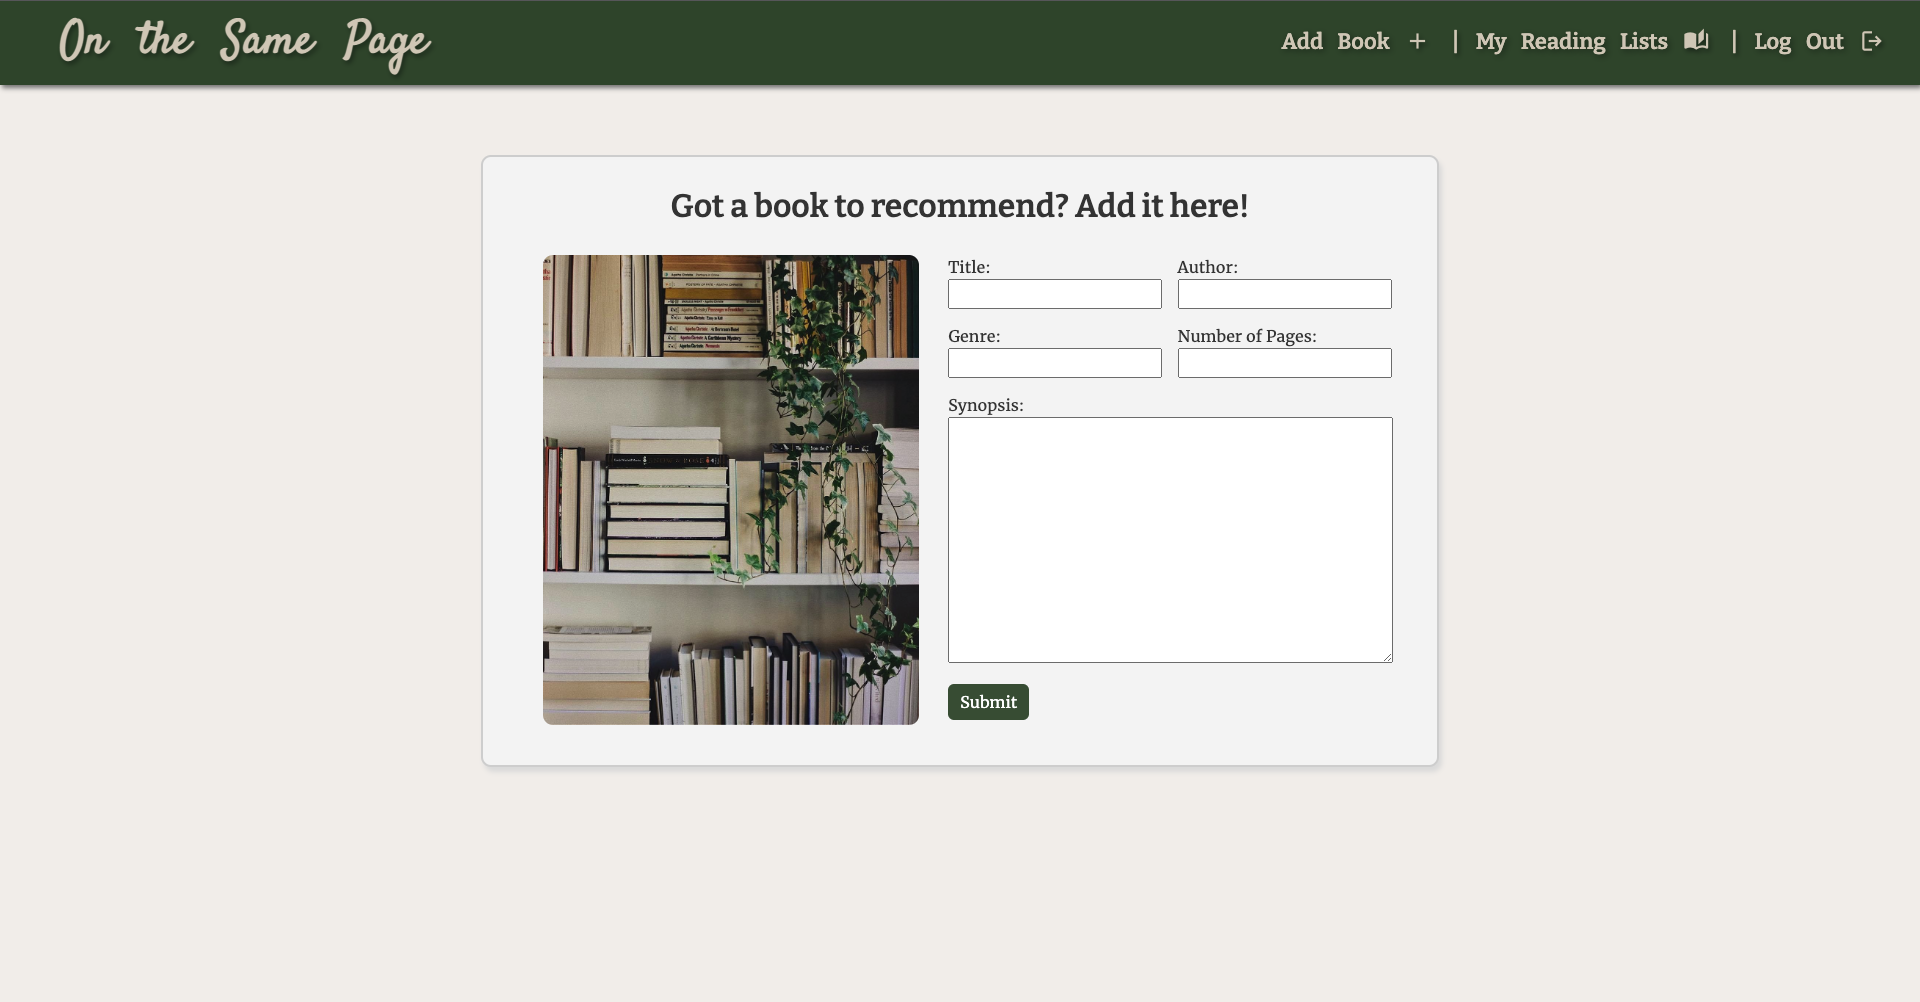 On the Same Page
Add Book + | My Reading Lists | Log Out
Got a book to recommend? Add it here!
Title:
Author:
Genre:
Number of Pages:
Synopsis:
Submit